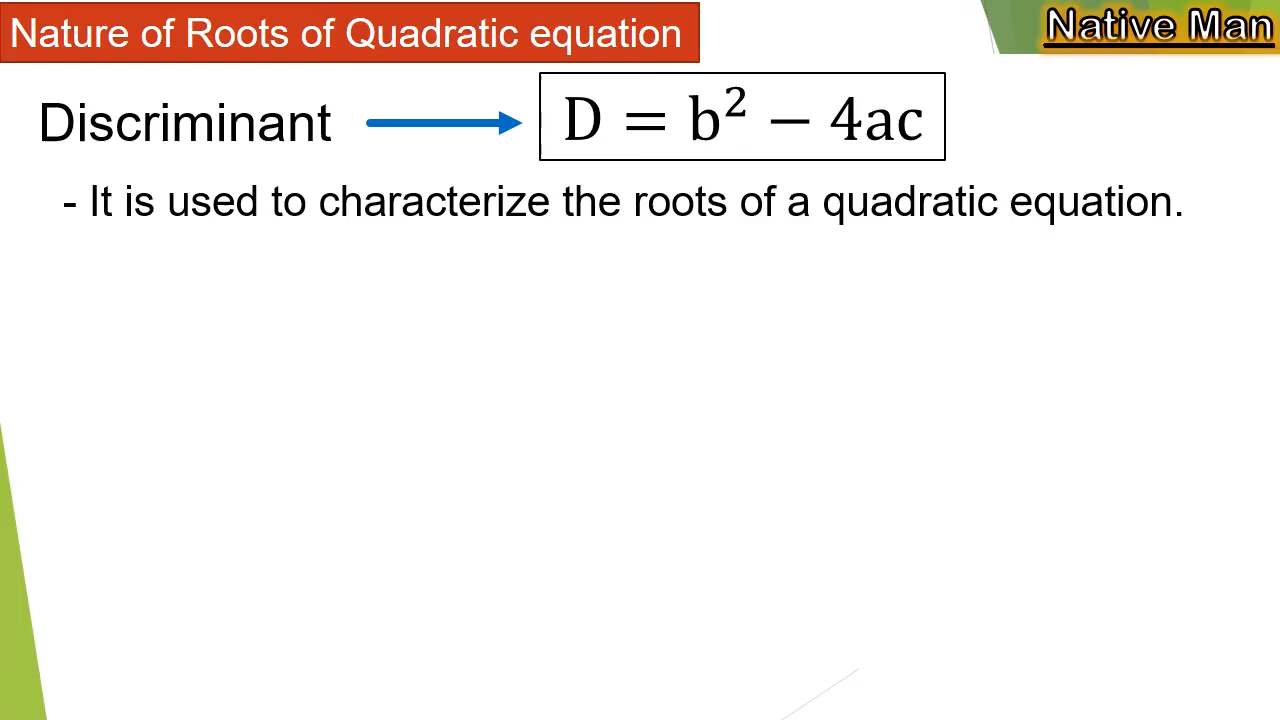 Nature of Roots of Quadratic equation
Native Man
Discriminant
D = b² − 4ac
- It is used to characterize the roots of a quadratic equation.